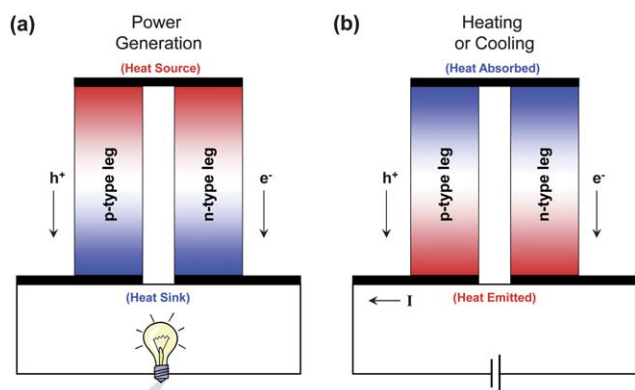 (a)
Power
Generation
(Heat Source)
h+
p-type leg
n-type leg
e-
(Heat Sink)
(b)
Heating
or Cooling
(Heat Absorbed)
h+
p-type leg
n-type leg
e-
I
(Heat Emitted)